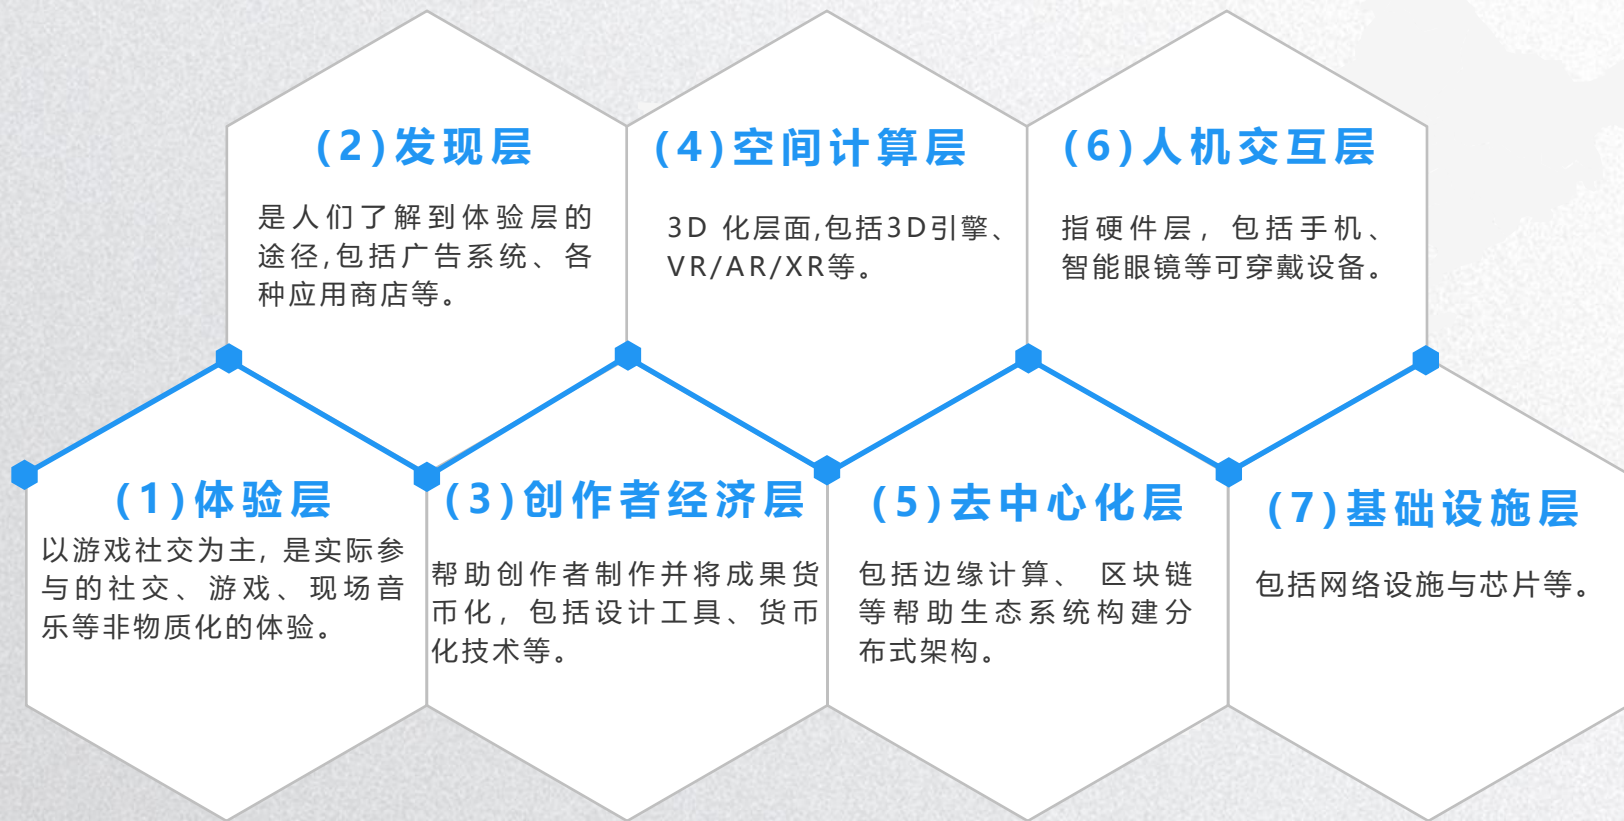 (1)体验层
以游戏社交为主, 是实际参
与的社交、游戏、现场音
乐等非物质化的体验。
(2)发现层
是人们了解到体验层的
途径,包括广告系统、各
种应用商店等。
(3)创作者经济层
帮助创作者制作并将成果货
币化, 包括设计工具、货币
化技术等。
(4)空间计算层
3D 化层面,包括3D引擎、
VR/AR/XR等。
(5)去中心化层
包括边缘计算、 区块链
等帮助生态系统构建分
布式架构。
(6)人机交互层
指硬件层, 包括手机、
智能眼镜等可穿戴设备。
(7)基础设施层
包括网络设施与芯片等。